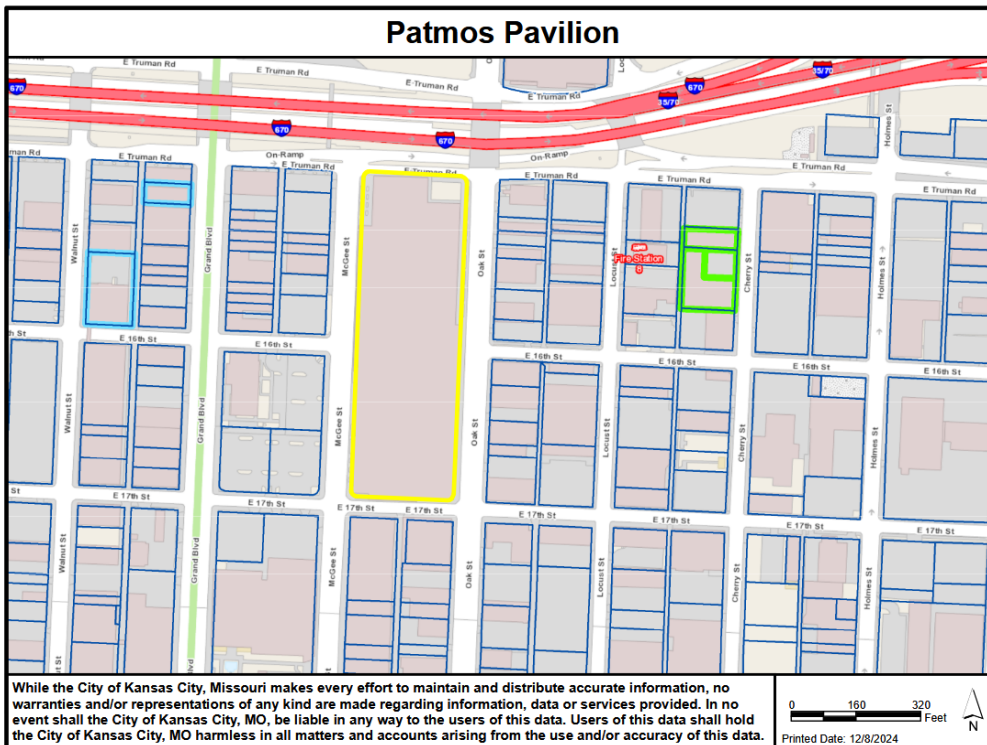 Patmos Pavilion
E Truman Rd
E Truman Rd
E Truman Rd
E Truman Rd
670
670
35/70
35/70
670
670
Holmes St
On-Ramp
On-Ramp
E Truman Rd
E Truman Rd
E Truman Rd
E Truman Rd
E Truman Rd
E Truman Rd
E Truman Rd
Walnut St
Grand Blvd
McGee St
Oak St
Locust St
Fire Station
8
Cherry St
Holmes St
th St
E 16th St
E 16th St
E 16th St
E 16th St
E 16th St
Walnut St
Grand Blvd
McGee St
Oak St
Locust St
Cherry St
Holmes St
St
E 17th St
E 17th St
E 17th St
E 17th St
E 17th St
E 17th St
E 17th St
Walnut St
Grand Blvd
McGee St
Oak St
Locust St
Cherry St
Holmes St
ut St
vd
While the City of Kansas City, Missouri makes every effort to maintain and distribute accurate information, no
warranties and/or representations of any kind are made regarding information, data or services provided. In no
event shall the City of Kansas City, MO, be liable in any way to the users of this data. Users of this data shall hold
the City of Kansas City, MO harmless in all matters and accounts arising from the use and/or accuracy of this data.
0 160 320
Feet
N
Printed Date: 12/8/2024